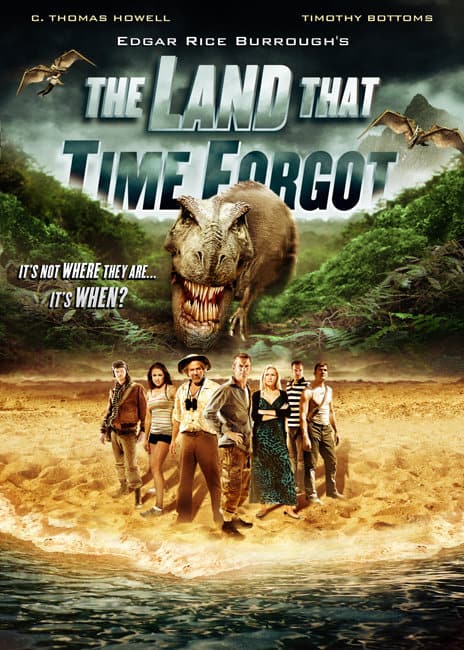 C. THOMAS HOWELL
TIMOTHY BOTTOMS
EDGAR RICE BURROUGH'S
THE LAND THAT
TIME FORGOT
IT'S NOT WHERE THEY ARE...
IT'S WHEN?